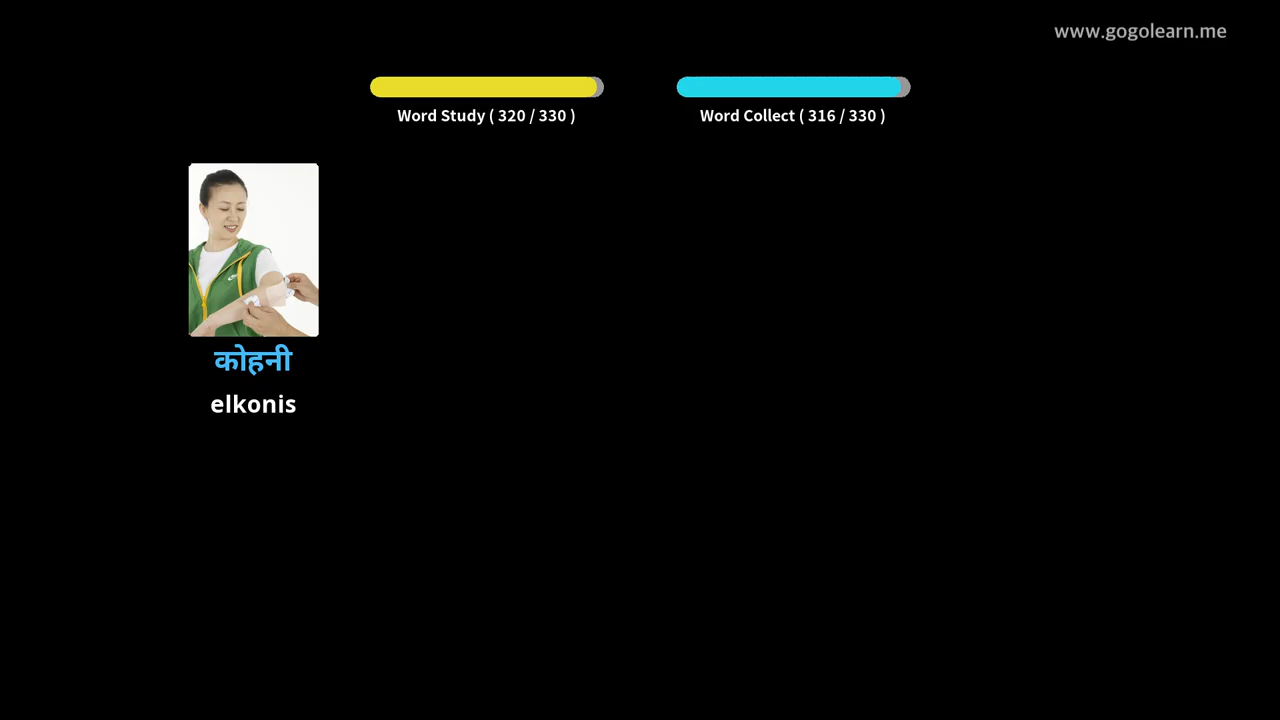 www.gogolearn.me
Word Study ( 320 / 330 )
Word Collect ( 316 / 330 )
कोहनी
elkonis